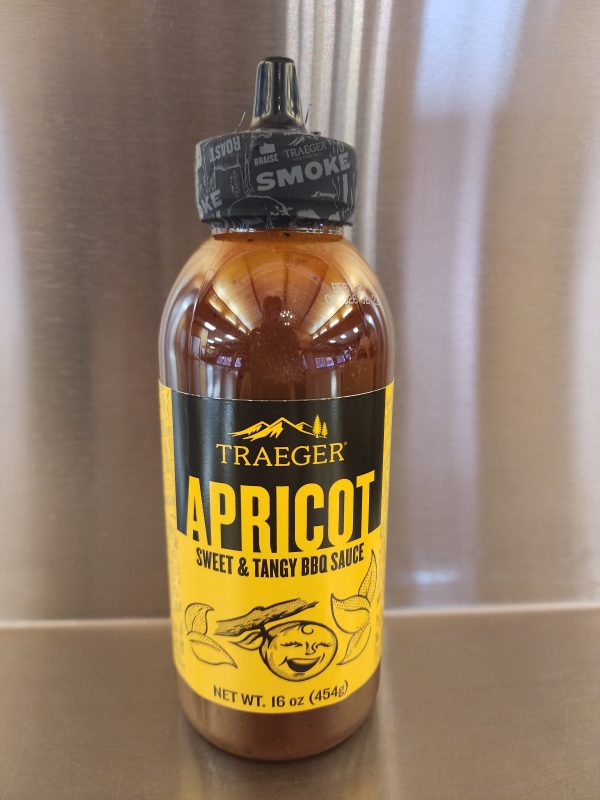 ROAST
BRAISE TRAEGER
SMOKE
KE
TRAEGER
APRICOT
SWEET & TANGY BBQ SAUCE
NET WT. 16 oz (454g)